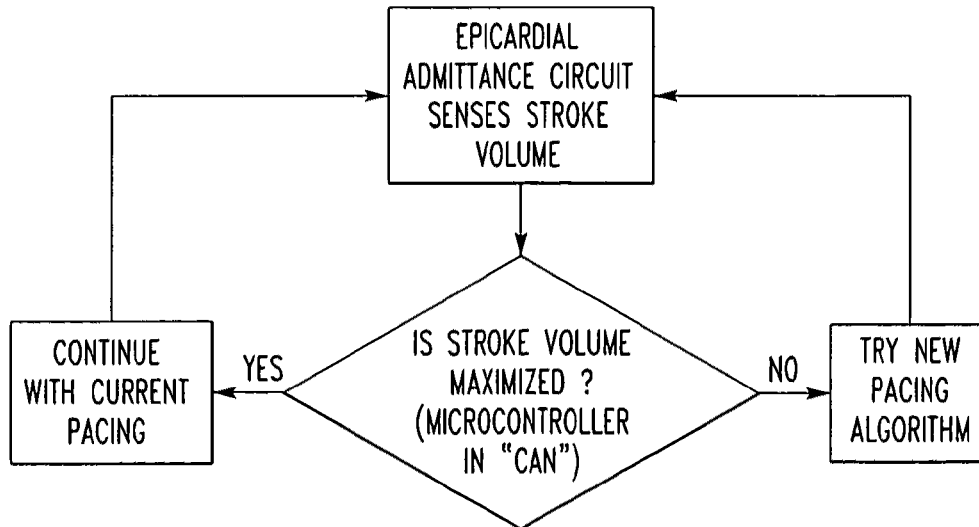 EPICARDIAL
ADMITTANCE CIRCUIT
SENSES STROKE
VOLUME
CONTINUE
WITH CURRENT
PACING
YES
IS STROKE VOLUME
MAXIMIZED ?
(MICROCONTROLLER
IN “CAN”)
NO
TRY NEW
PACING
ALGORITHM